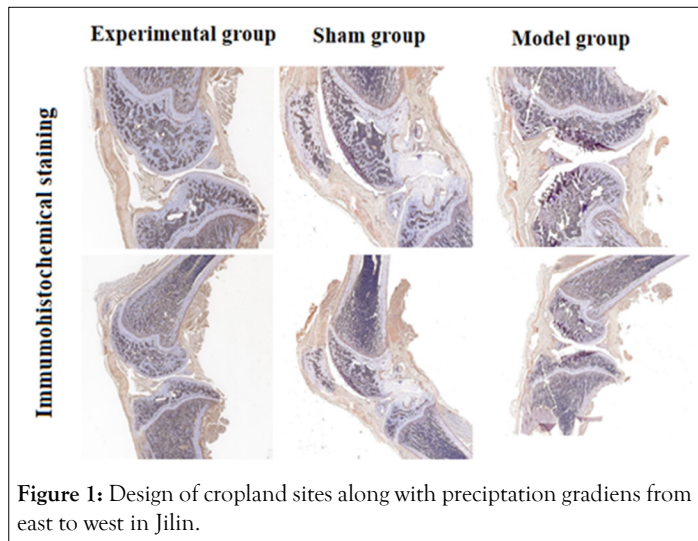 Experimental group Sham group Model group
Immunohistochemical staining
Figure 1: Design of cropland sites along with preciptation gradiens from
east to west in Jilin.